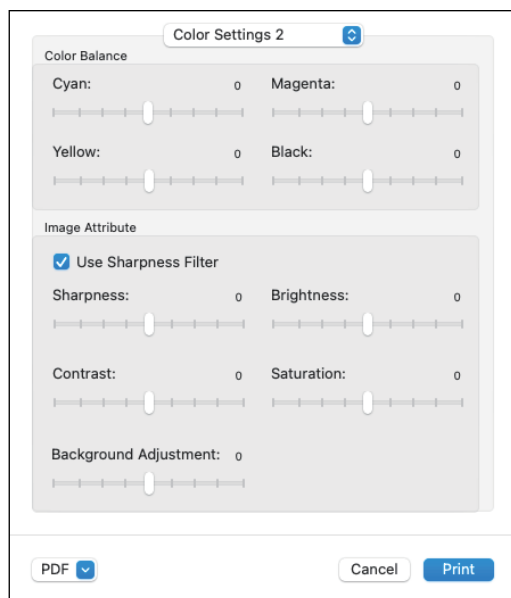 Color Settings 2
Color Balance
Cyan: 0 Magenta: 0
Yellow: 0 Black: 0
Image Attribute
Use Sharpness Filter
Sharpness: 0 Brightness: 0
Contrast: 0 Saturation: 0
Background Adjustment: 0
PDF Cancel Print